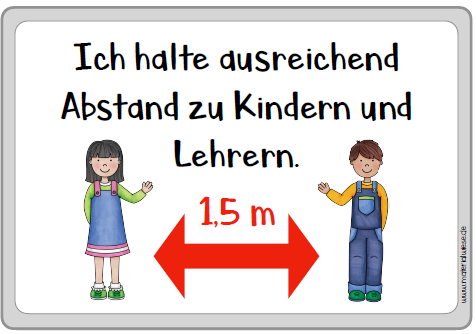 Ich halte ausreichend
Abstand zu Kindern und
Lehrern.
1,5 m
www.materialwiese.de